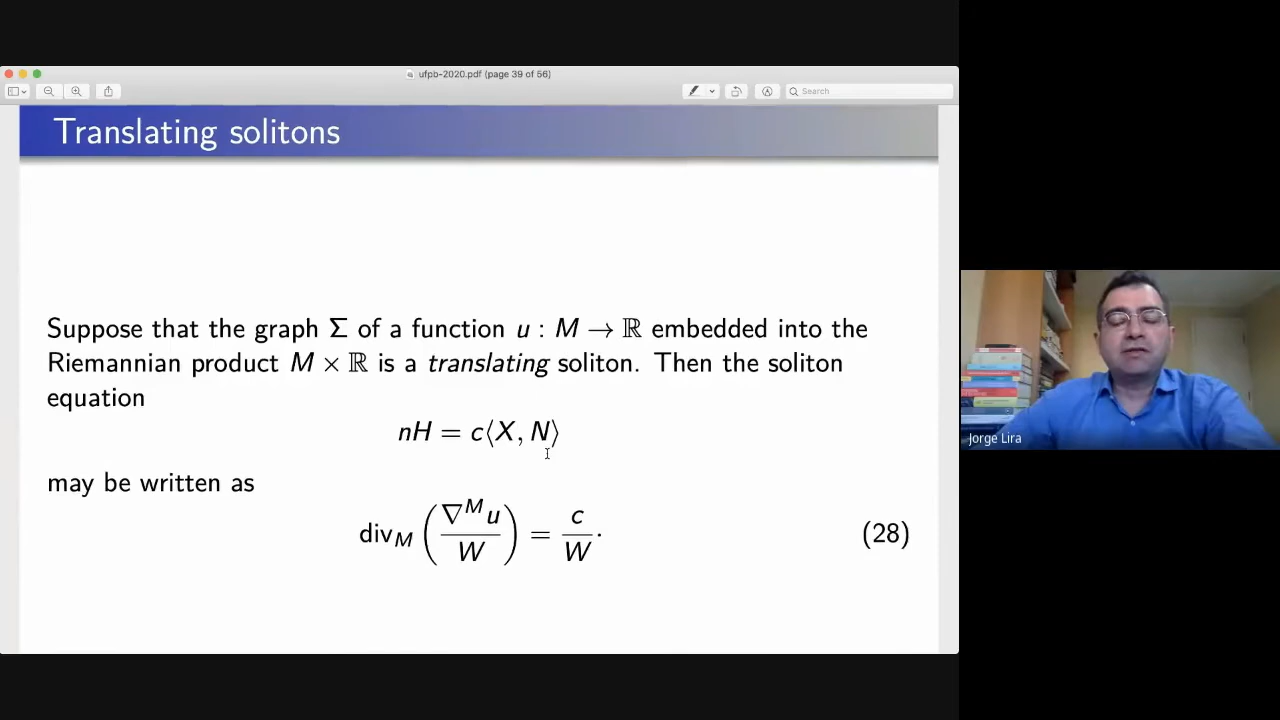 ufpb-2020.pdf (page 39 of 56)
Search
Translating solitons
Suppose that the graph Σ of a function u : M → ℝ embedded into the
Riemannian product M × ℝ is a translating soliton. Then the soliton
equation
nH = c⟨X, N⟩
may be written as
div_M (∇^M u / W) = c / W · (28)
Jorge Lira